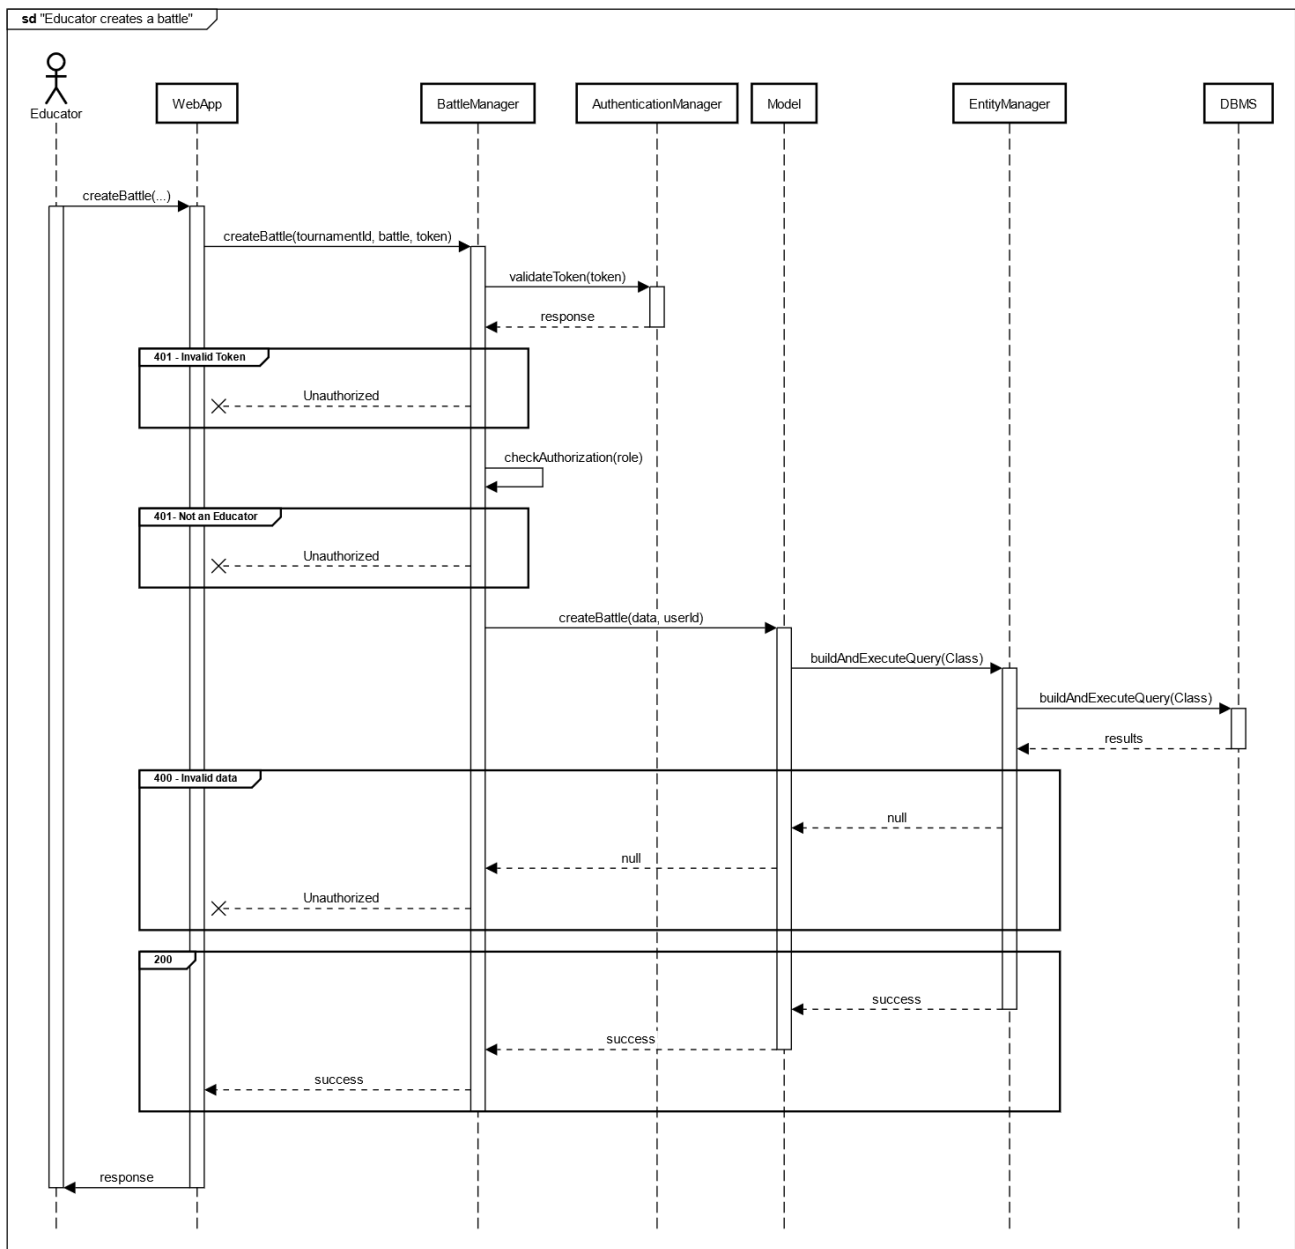 sd "Educator creates a battle"
Educator
WebApp
BattleManager
AuthenticationManager
Model
EntityManager
DBMS
createBattle(...)
createBattle(tournamentId, battle, token)
validateToken(token)
response
401 - Invalid Token
Unauthorized
checkAuthorization(role)
401- Not an Educator
Unauthorized
createBattle(data, userId)
buildAndExecuteQuery(Class)
buildAndExecuteQuery(Class)
results
400 - Invalid data
null
null
Unauthorized
200
success
success
success
response